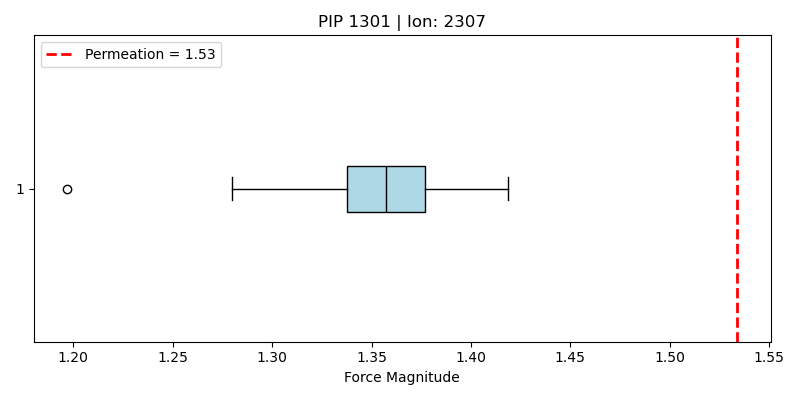 PIP 1301 | Ion: 2307
Permeation = 1.53
1
1.20 1.25 1.30 1.35 1.40 1.45 1.50 1.55
Force Magnitude